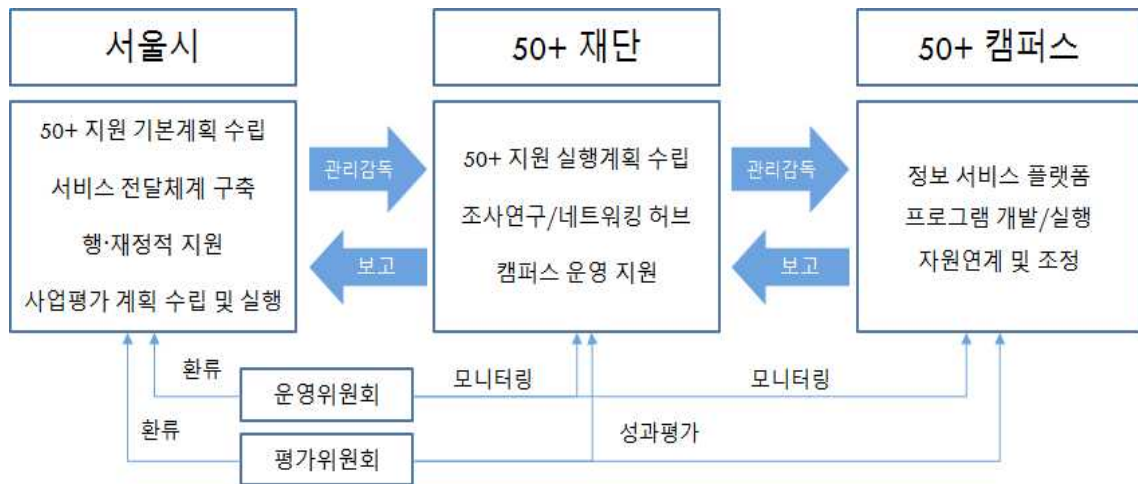 서울시
50+ 재단
50+ 캠퍼스
50+ 지원 기본계획 수립
서비스 전달체계 구축
행·재정적 지원
사업평가 계획 수립 및 실행
관리감독
보고
50+ 지원 실행계획 수립
조사연구/네트워킹 허브
캠퍼스 운영 지원
관리감독
보고
정보 서비스 플랫폼
프로그램 개발/실행
자원연계 및 조정
환류
운영위원회
모니터링
모니터링
환류
평가위원회
성과평가